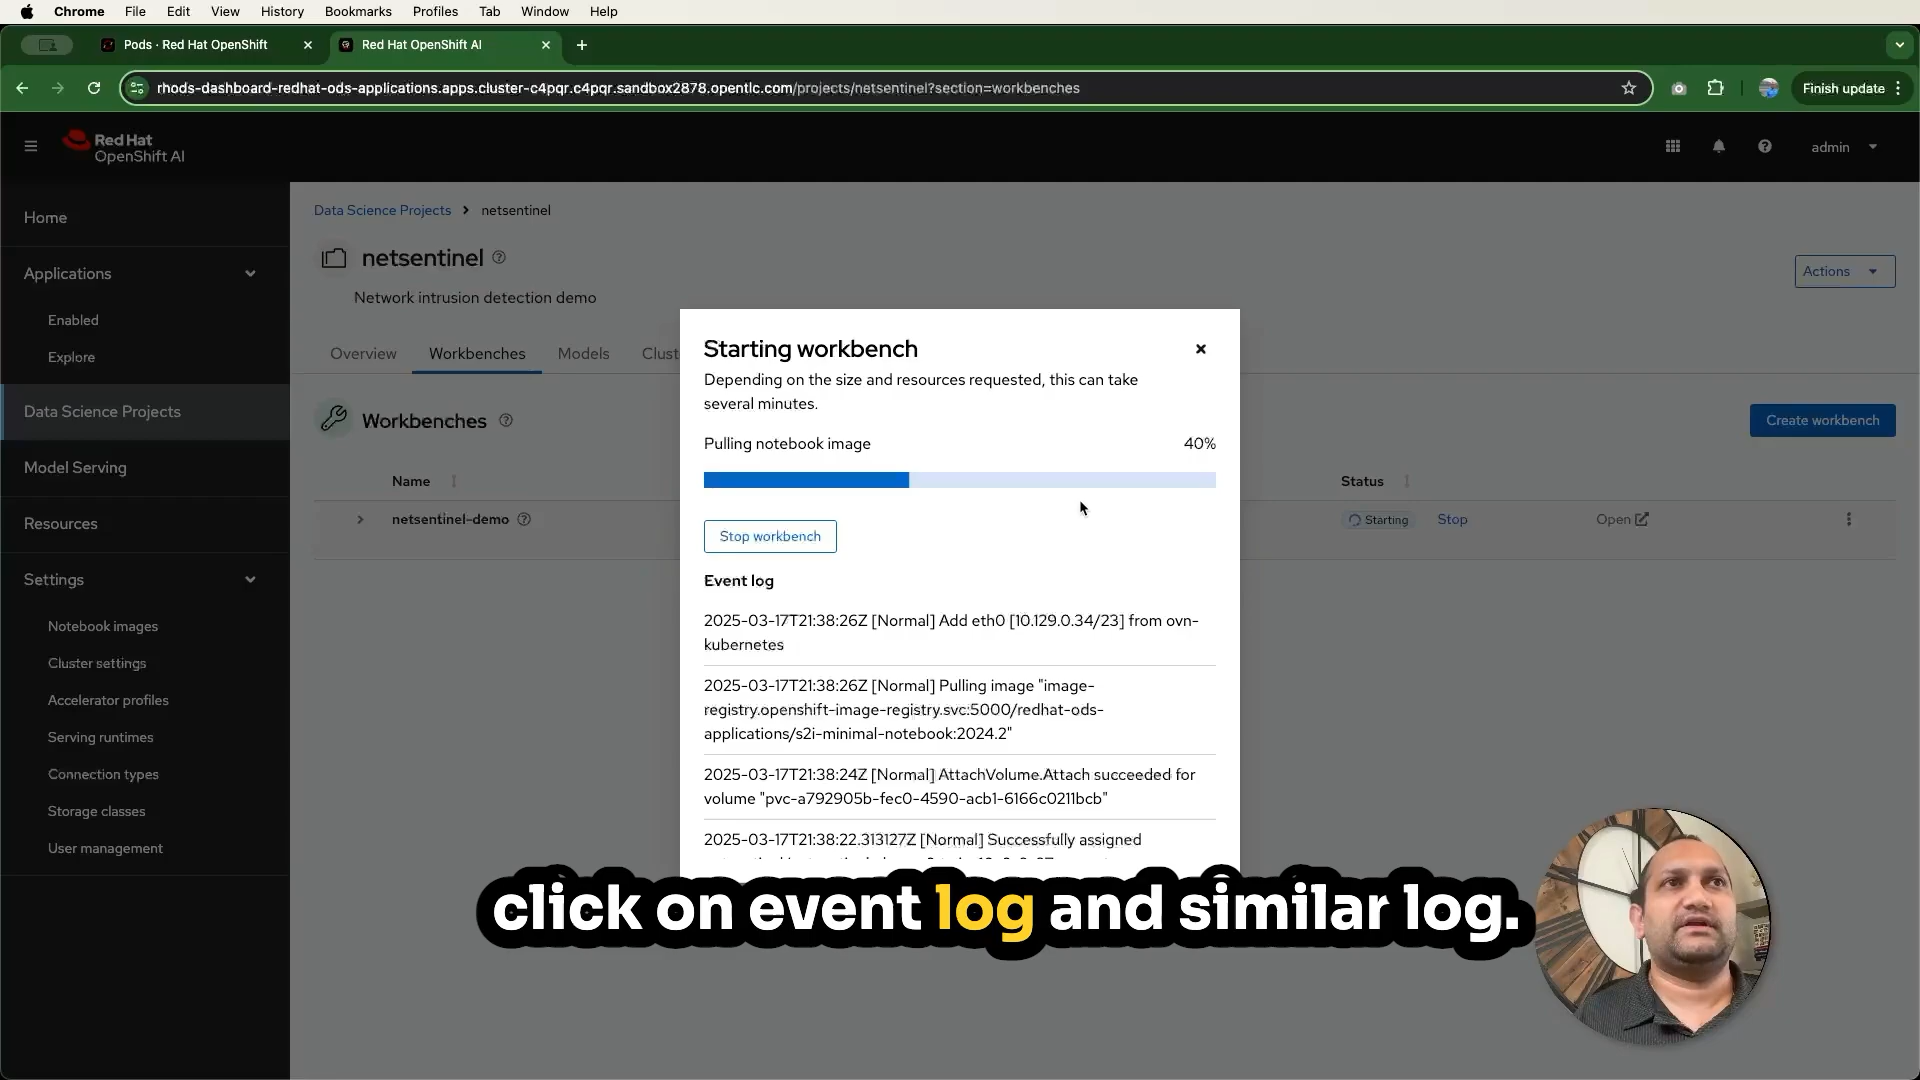 Chrome File Edit View History Bookmarks Profiles Tab Window Help
Pods · Red Hat OpenShift
Red Hat OpenShift AI
rhods-dashboard-redhat-ods-applications.apps.cluster-c4pqr.c4pqr.sandbox2878.opentlc.com/projects/netsentinel?section=workbenches
Finish update
Red Hat
OpenShift AI
admin
Home
Applications
Enabled
Explore
Data Science Projects
Model Serving
Resources
Settings
Notebook images
Cluster settings
Accelerator profiles
Serving runtimes
Connection types
Storage classes
User management
Data Science Projects > netsentinel
netsentinel
Network intrusion detection demo
Actions
Overview Workbenches Models Clust
Workbenches
Create workbench
Name
Status
netsentinel-demo
Starting Stop Open
Starting workbench
Depending on the size and resources requested, this can take
several minutes.
Pulling notebook image 40%
Stop workbench
Event log
2025-03-17T21:38:26Z [Normal] Add eth0 [10.129.0.34/23] from ovn-
kubernetes
2025-03-17T21:38:26Z [Normal] Pulling image "image-
registry.openshift-image-registry.svc:5000/redhat-ods-
applications/s2i-minimal-notebook:2024.2"
2025-03-17T21:38:24Z [Normal] AttachVolume.Attach succeeded for
volume "pvc-a792905b-fec0-4590-acb1-6166c0211bcb"
2025-03-17T21:38:22.313127Z [Normal] Successfully assigned
click on event log and similar log.